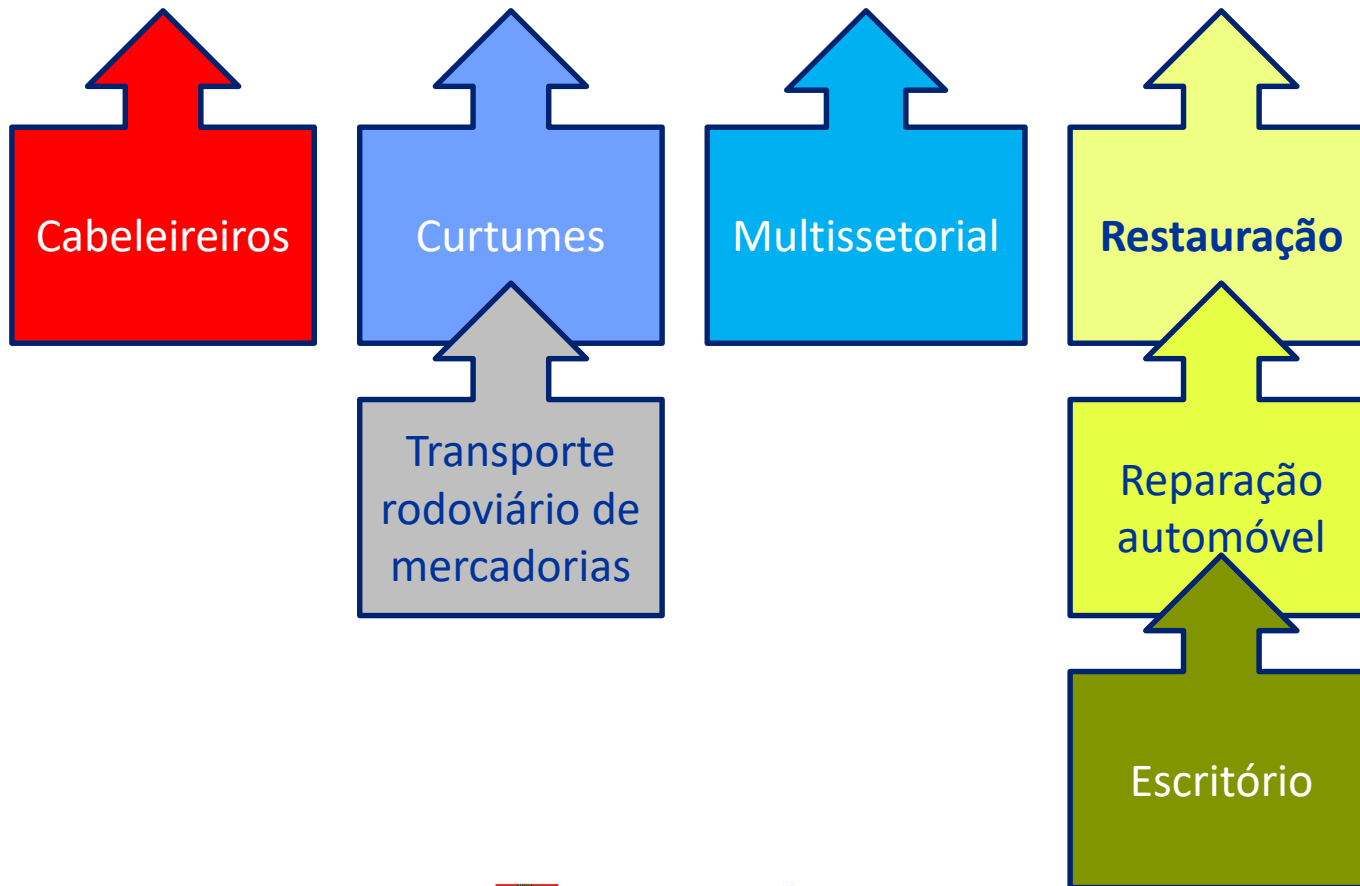 Cabeleireiros
Curtumes
Multissetorial
Restauração
Transporte
rodoviário de
mercadorias
Reparação
automóvel
Escritório